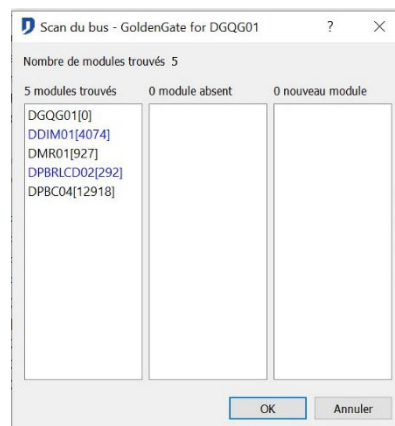 Scan du bus - GoldenGate for DGQG01 ? ×
Nombre de modules trouvés 5
5 modules trouvés 0 module absent 0 nouveau module
DGQG01[0]
DDIM01[4074]
DMR01[927]
DPBRLCD02[292]
DPBC04[12918]
OK Annuler